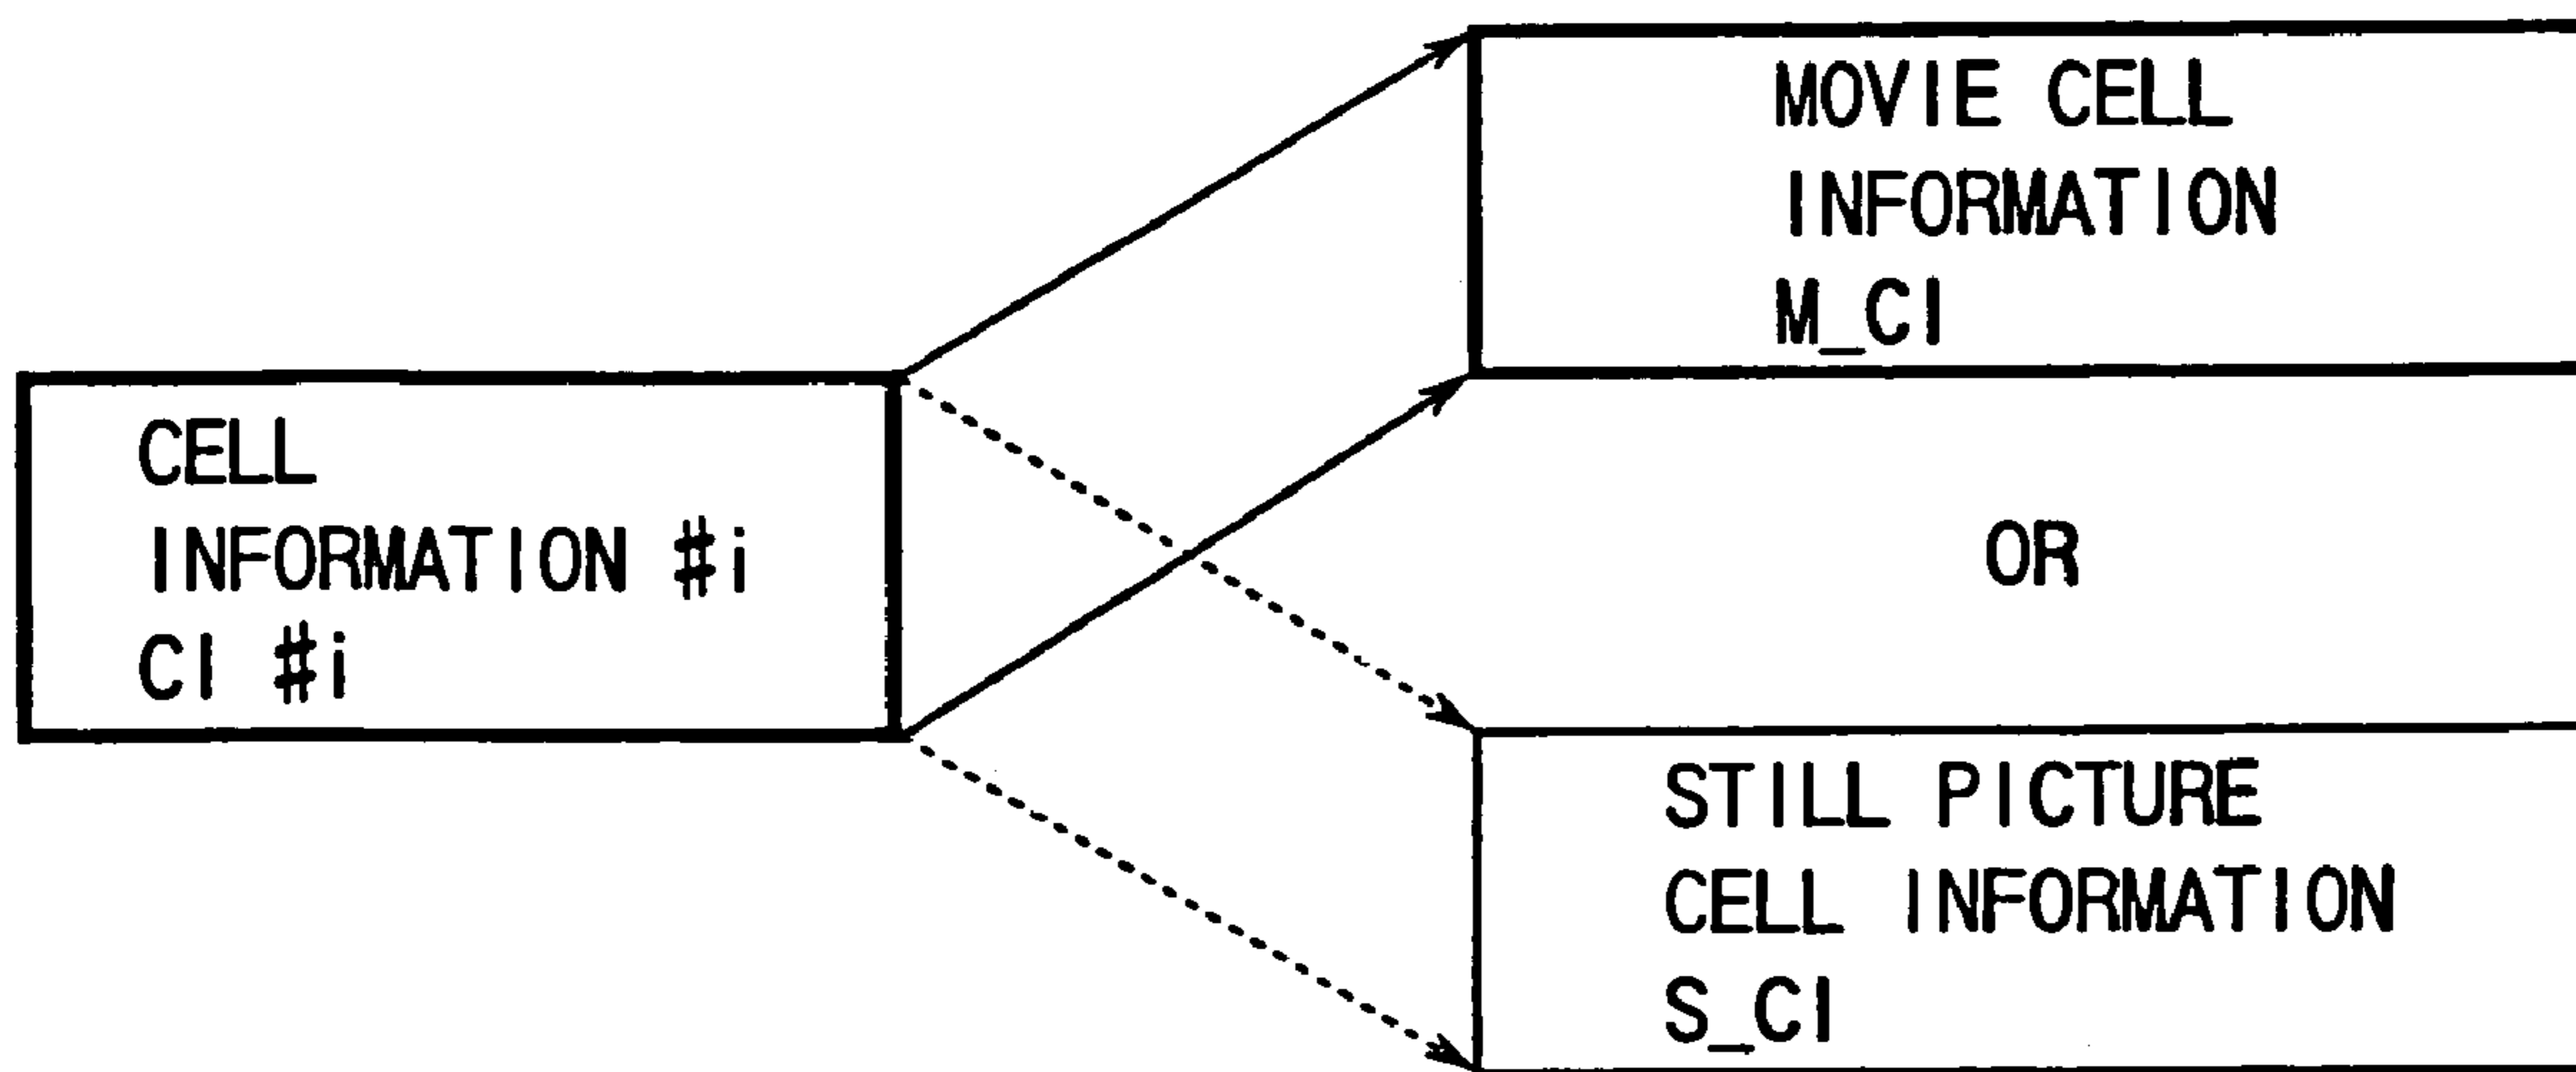 MOVIE CELL
INFORMATION
M_CI
CELL
INFORMATION #i
CI #i
OR
STILL PICTURE
CELL INFORMATION
S_CI